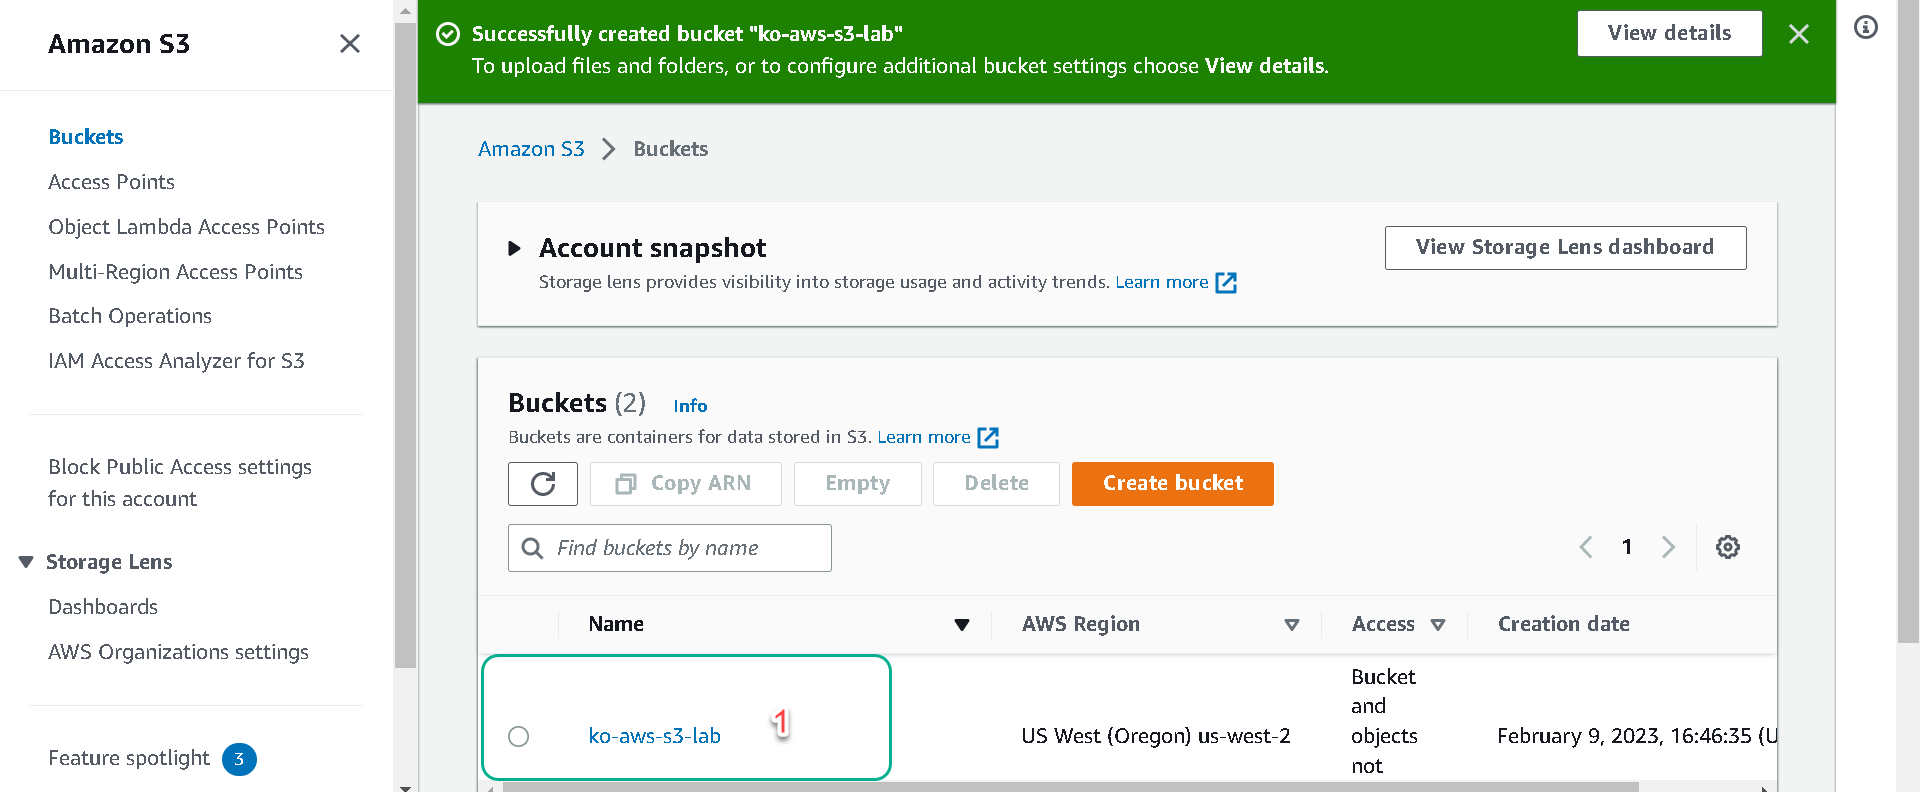 Amazon S3
Buckets
Access Points
Object Lambda Access Points
Multi-Region Access Points
Batch Operations
IAM Access Analyzer for S3
Block Public Access settings
for this account
Storage Lens
Dashboards
AWS Organizations settings
Feature spotlight 3
Successfully created bucket "ko-aws-s3-lab"
To upload files and folders, or to configure additional bucket settings choose View details.
View details
Amazon S3 Buckets
Account snapshot
Storage lens provides visibility into storage usage and activity trends. Learn more
View Storage Lens dashboard
Buckets (2) Info
Buckets are containers for data stored in S3. Learn more
Copy ARN Empty Delete Create bucket
Find buckets by name
1
Name AWS Region Access Creation date
ko-aws-s3-lab 1 US West (Oregon) us-west-2
Bucket
and
objects
not
February 9, 2023, 16:46:35 (U